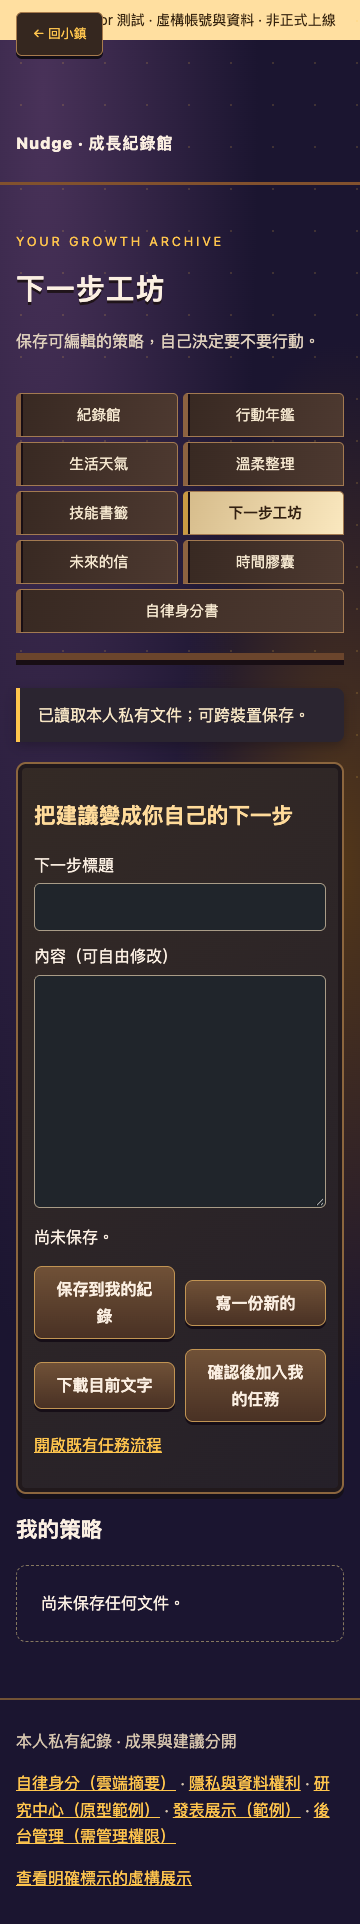 ← 回小鎮
or 測試 · 虛構帳號與資料 · 非正式上線
Nudge · 成長紀錄館
YOUR GROWTH ARCHIVE
下一步工坊
保存可編輯的策略，自己決定要不要行動。
紀錄館
行動年鑑
生活天氣
溫柔整理
技能書籤
下一步工坊
未來的信
時間膠囊
自律身分書
已讀取本人私有文件；可跨裝置保存。
把建議變成你自己的下一步
下一步標題
內容（可自由修改）
尚未保存。
保存到我的紀
錄
寫一份新的
下載目前文字
確認後加入我
的任務
開啟既有任務流程
我的策略
尚未保存任何文件。
本人私有紀錄 · 成果與建議分開
自律身分（雲端摘要） · 隱私與資料權利 · 研
究中心（原型範例） · 發表展示（範例） · 後
台管理（需管理權限）
查看明確標示的虛構展示